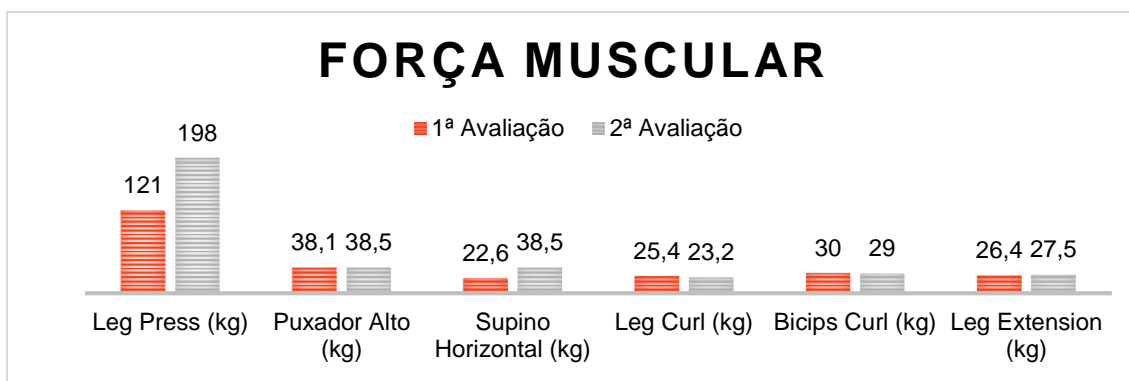 FORÇA MUSCULAR
1ª Avaliação 2ª Avaliação
121 198
38,1 38,5
22,6 38,5
25,4 23,2
30 29
26,4 27,5
Leg Press (kg)
Puxador Alto
(kg)
Supino
Horizontal (kg)
Leg Curl (kg)
Bicips Curl (kg)
Leg Extension
(kg)